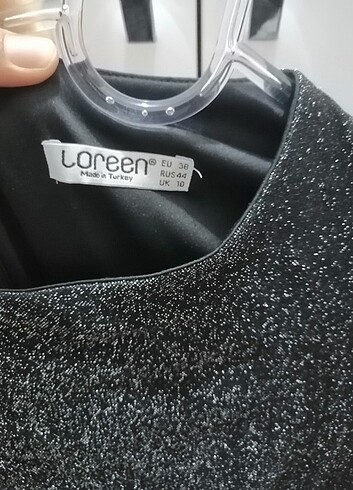 Loreen®
Made in Turkey
EU 38
RUS 44
UK 10